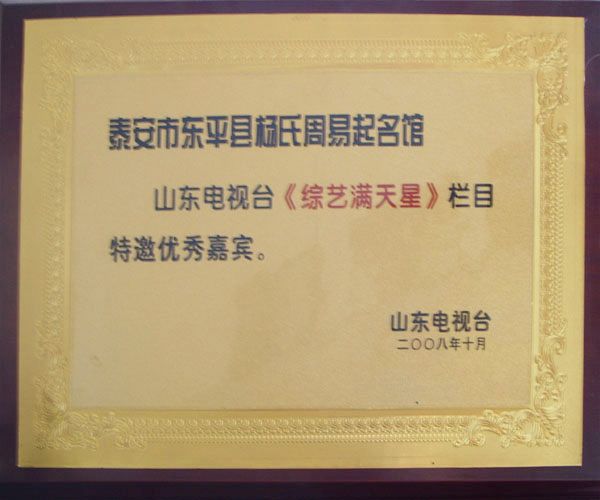 泰安市东平县杨氏周易起名馆
山东电视台《综艺满天星》栏目
特邀优秀嘉宾。
山东电视台
二〇〇八年十月